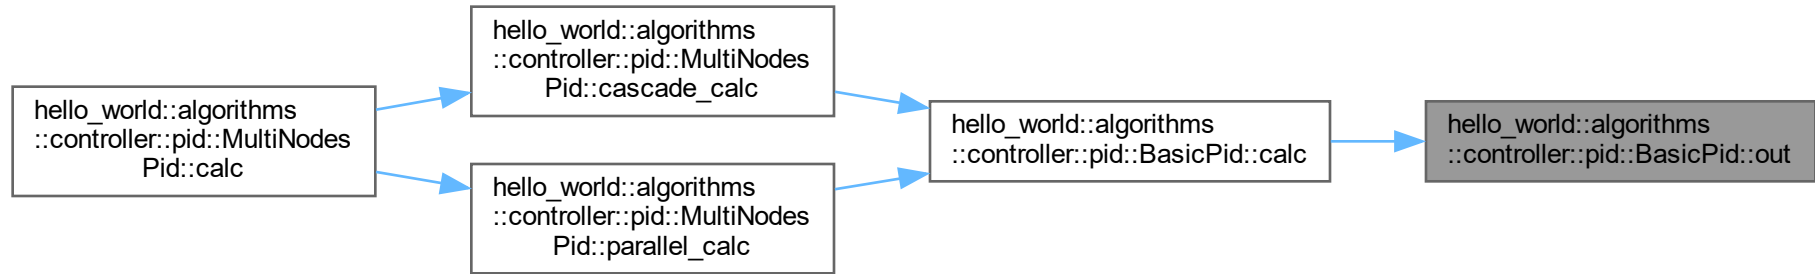 hello_world::algorithms
::controller::pid::MultiNodes
Pid::calc
hello_world::algorithms
::controller::pid::MultiNodes
Pid::cascade_calc
hello_world::algorithms
::controller::pid::MultiNodes
Pid::parallel_calc
hello_world::algorithms
::controller::pid::BasicPid::calc
hello_world::algorithms
::controller::pid::BasicPid::out